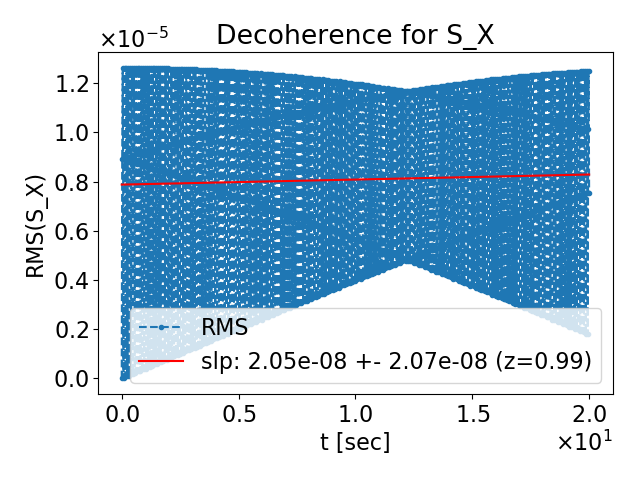 Decoherence for S_X
×10⁻⁵
1.2
1.0
0.8
0.6
0.4
0.2
0.0
RMS(S_X)
RMS
slp: 2.05e-08 +- 2.07e-08 (z=0.99)
0.0 0.5 1.0 1.5 2.0
t [sec]
×10¹